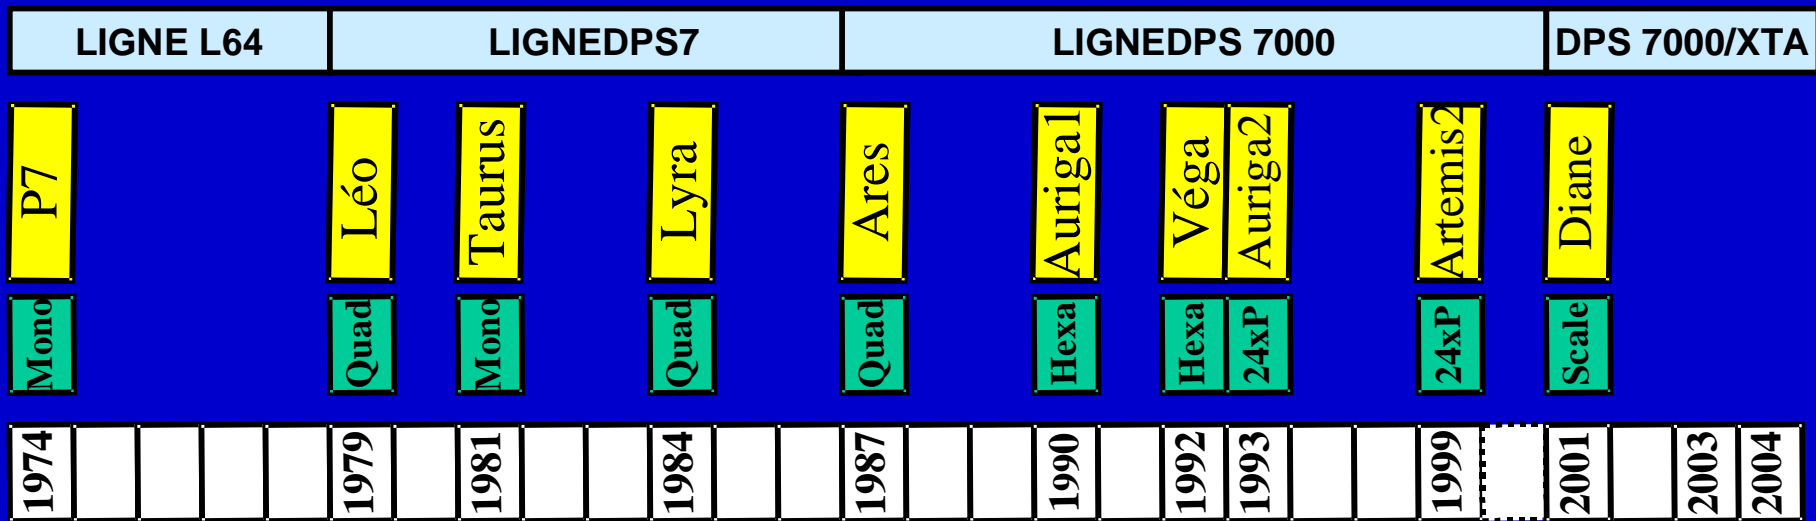 LIGNE L64 LIGNEDPS7 LIGNEDPS 7000 DPS 7000/XTA
P7 Léo Taurus Lyra Ares Auriga1 Véga Auriga2 Artemis2 Diane
Mono Quad Mono Quad Quad Hexa Hexa 24xP 24xP Scale
1974 1979 1981 1984 1987 1990 1992 1993 1999 2001 2003 2004